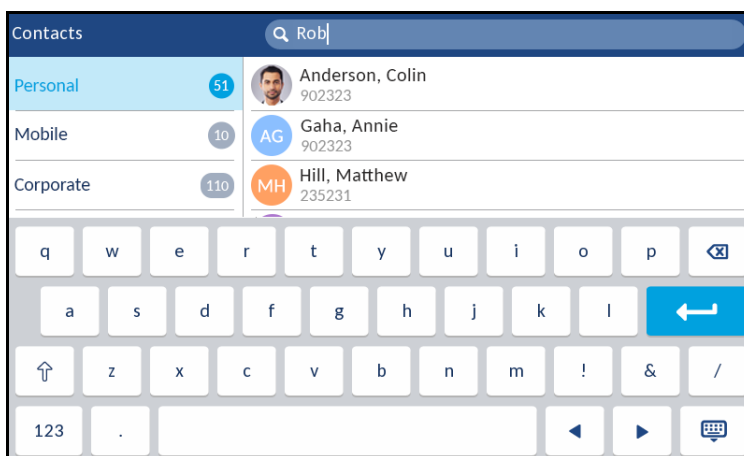 Contacts
Rob
Personal 51
Mobile 10
Corporate 110
Anderson, Colin
902323
AG
Gaha, Annie
902323
MH
Hill, Matthew
235231
q w e r t y u i o p
a s d f g h j k l
z x c v b n m ! & /
123 .